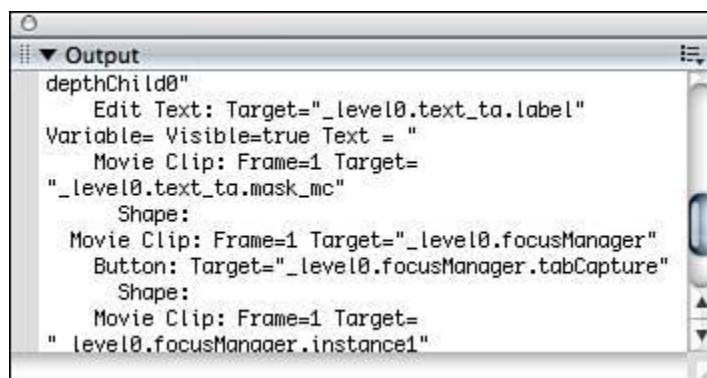 Output
depthChild0"
Edit Text: Target="_level0.text_ta.label"
Variable= Visible=true Text = "
Movie Clip: Frame=1 Target=
"_level0.text_ta.mask_mc"
Shape:
Movie Clip: Frame=1 Target="_level0.focusManager"
Button: Target="_level0.focusManager.tabCapture"
Shape:
Movie Clip: Frame=1 Target=
"_level0.focusManager.instance1"